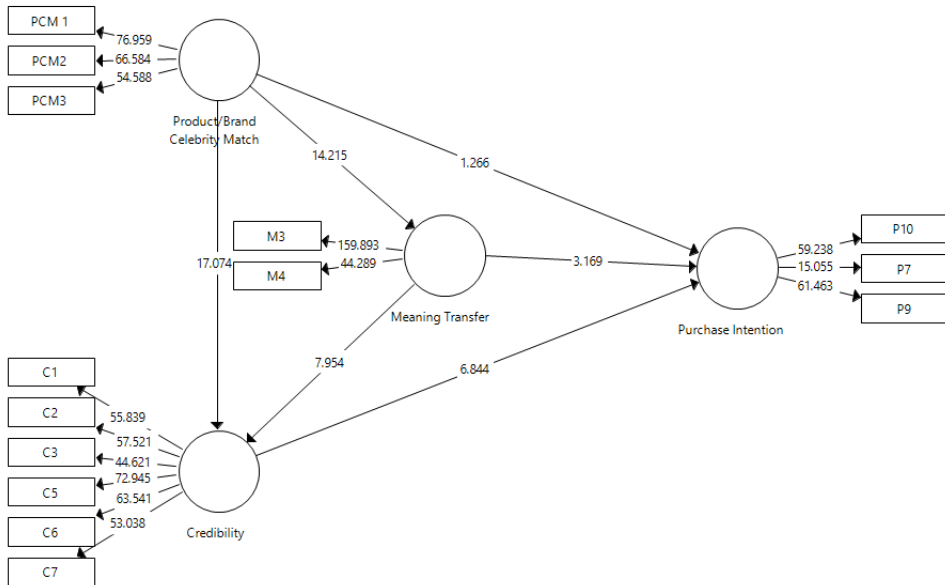 PCM 1
PCM2
PCM3
76.959
66.584
54.588
Product/Brand
Celebrity Match
14.215
1.266
17.074
M3
M4
159.893
44.289
Meaning Transfer
3.169
P10
P7
P9
59.238
15.055
61.463
Purchase Intention
7.954
6.844
C1
C2
C3
C5
C6
C7
55.839
57.521
44.621
72.945
63.541
53.038
Credibility